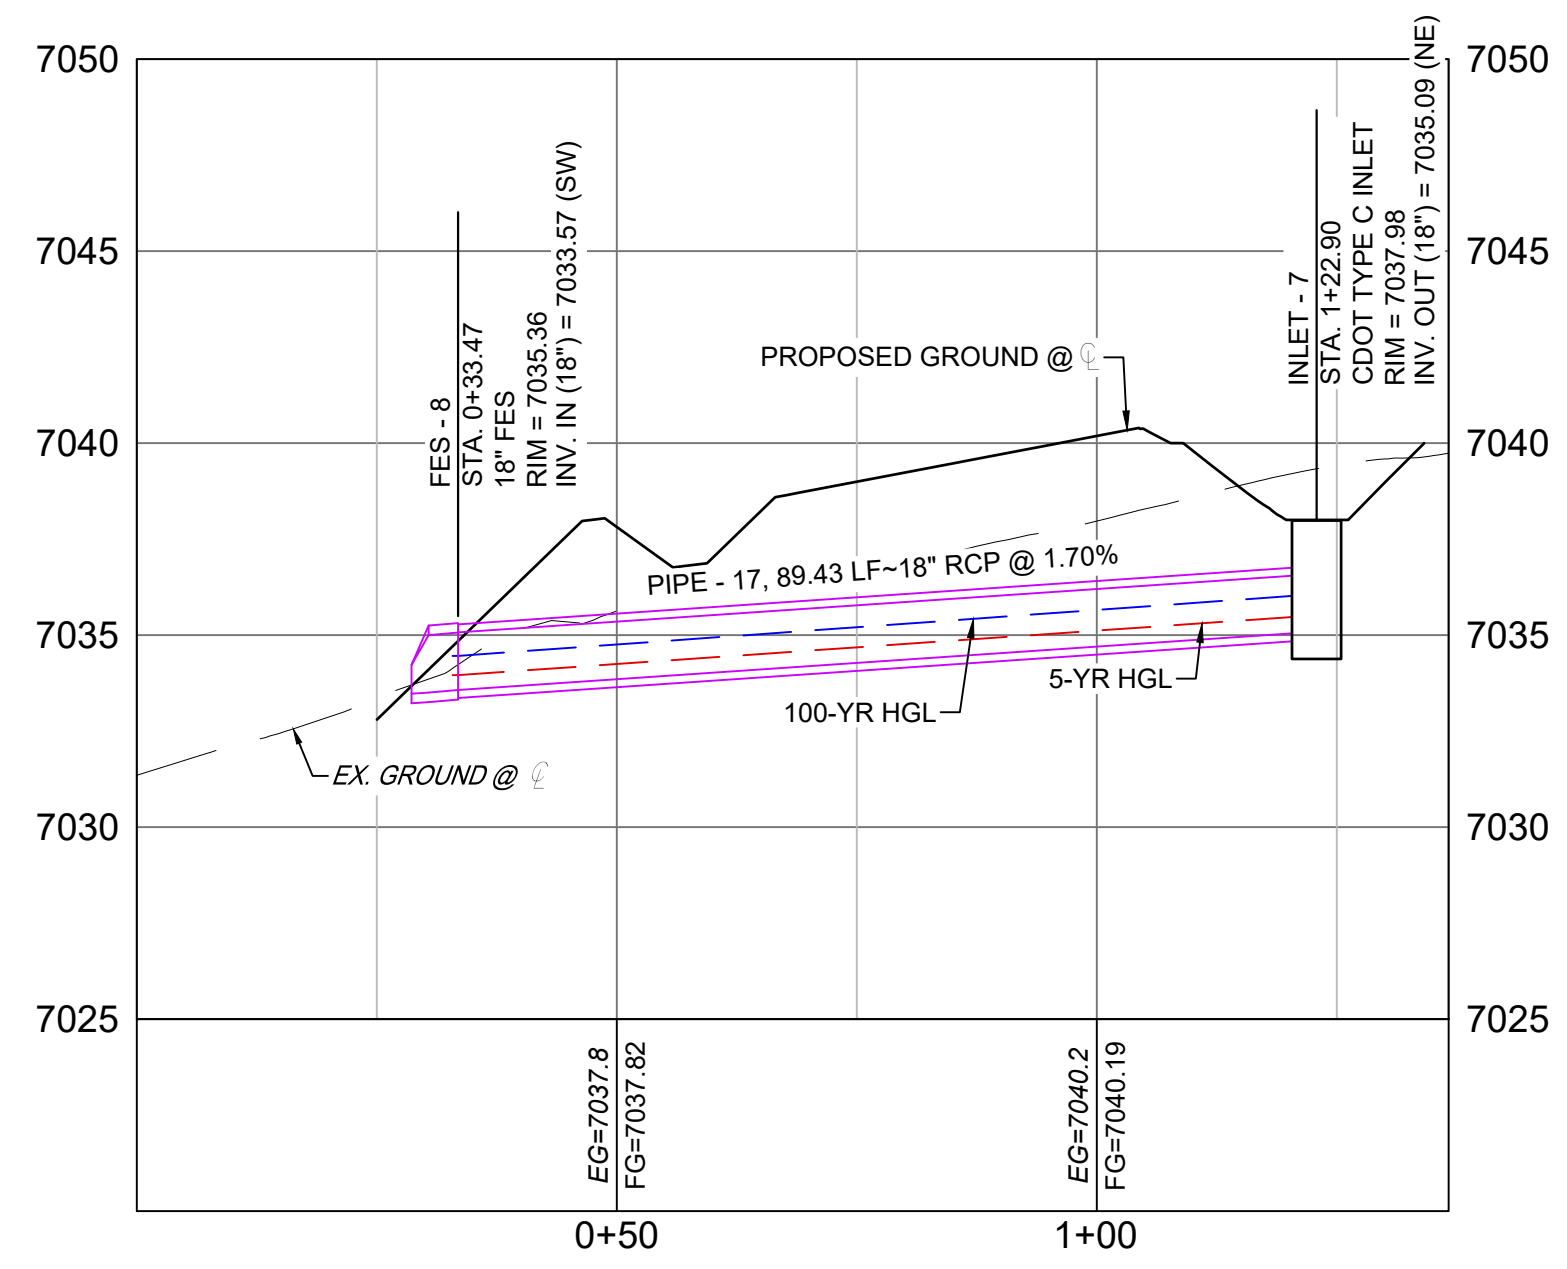 7050
7050
7045
7045
7040
7040
7035
7035
7030
7030
7025
7025
FES - 8
STA. 0+33.47
18" FES
RIM = 7035.36
INV. IN (18") = 7033.57 (SW)
INLET - 7
STA. 1+22.90
CDOT TYPE C INLET
RIM = 7037.98
INV. OUT (18") = 7035.09 (NE)
PROPOSED GROUND @ ℄
PIPE - 17, 89.43 LF~18" RCP @ 1.70%
5-YR HGL
100-YR HGL
EX. GROUND @ ℄
EG=7037.8
FG=7037.82
EG=7040.2
FG=7040.19
0+50
1+00